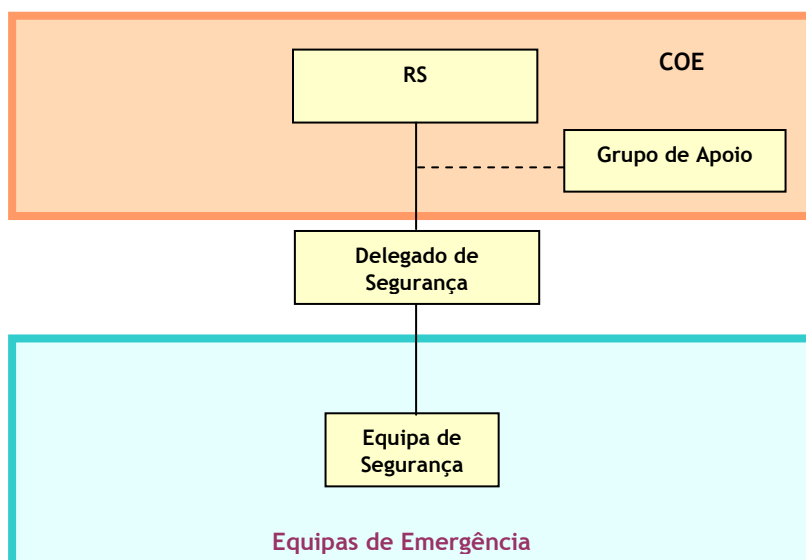 COE
RS
Grupo de Apoio
Delegado de
Segurança
Equipa de
Segurança
Equipas de Emergência